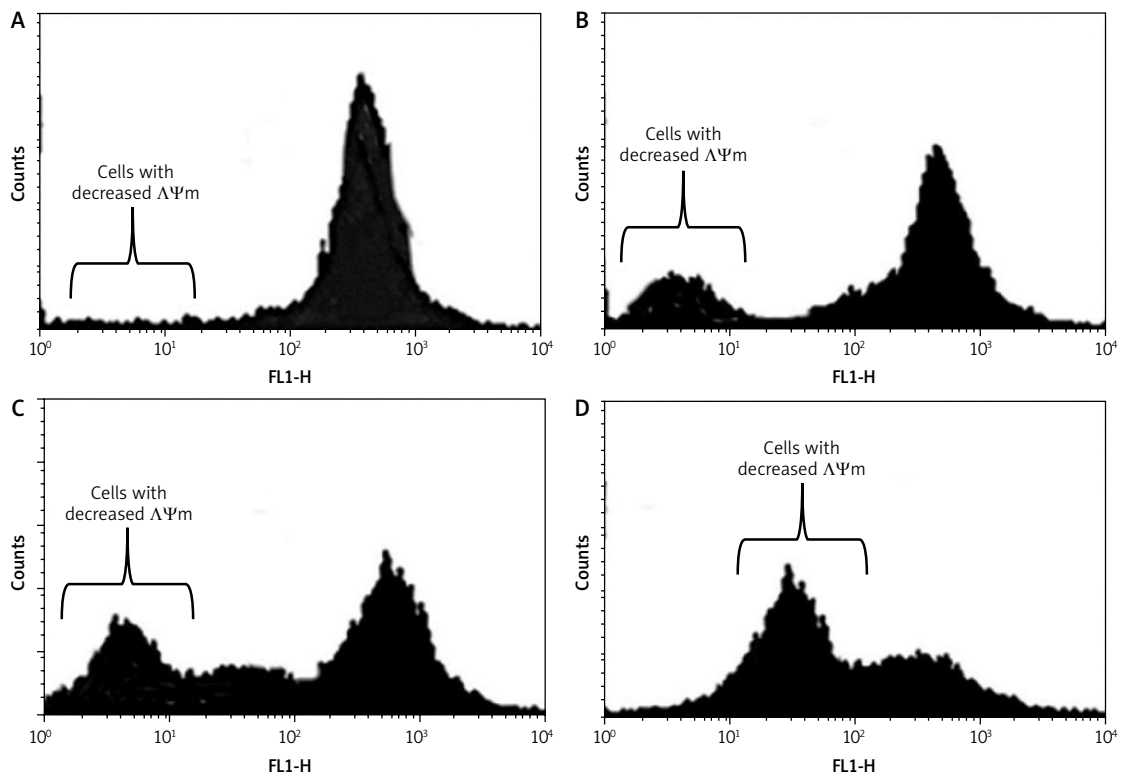 A
Counts
Cells with
decreased ΛΨm
10⁰ 10¹ 10² 10³ 10⁴
FL1-H
B
Counts
Cells with
decreased ΛΨm
10⁰ 10¹ 10² 10³ 10⁴
FL1-H
C
Counts
Cells with
decreased ΛΨm
10⁰ 10¹ 10² 10³ 10⁴
FL1-H
D
Counts
Cells with
decreased ΛΨm
10⁰ 10¹ 10² 10³ 10⁴
FL1-H